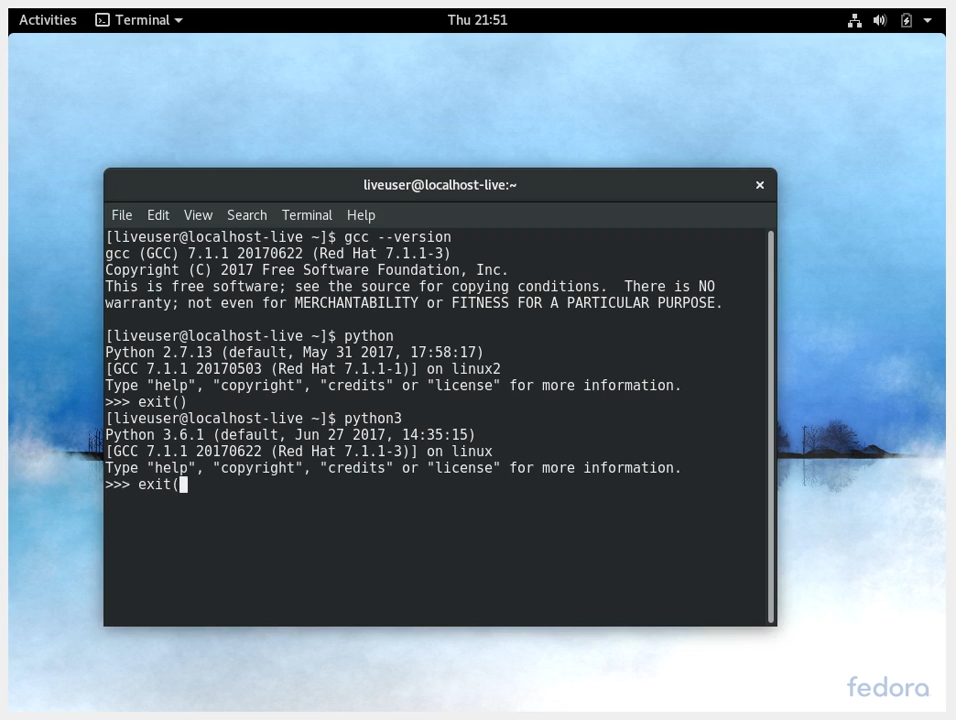 Activities Terminal Thu 21:51
liveuser@localhost-live:~
File Edit View Search Terminal Help
[liveuser@localhost-live ~]$ gcc --version
gcc (GCC) 7.1.1 20170622 (Red Hat 7.1.1-3)
Copyright (C) 2017 Free Software Foundation, Inc.
This is free software; see the source for copying conditions.  There is NO
warranty; not even for MERCHANTABILITY or FITNESS FOR A PARTICULAR PURPOSE.
[liveuser@localhost-live ~]$ python
Python 2.7.13 (default, May 31 2017, 17:58:17)
[GCC 7.1.1 20170503 (Red Hat 7.1.1-1)] on linux2
Type "help", "copyright", "credits" or "license" for more information.
>>> exit()
[liveuser@localhost-live ~]$ python3
Python 3.6.1 (default, Jun 27 2017, 14:35:15)
[GCC 7.1.1 20170622 (Red Hat 7.1.1-3)] on linux
Type "help", "copyright", "credits" or "license" for more information.
>>> exit(
fedora